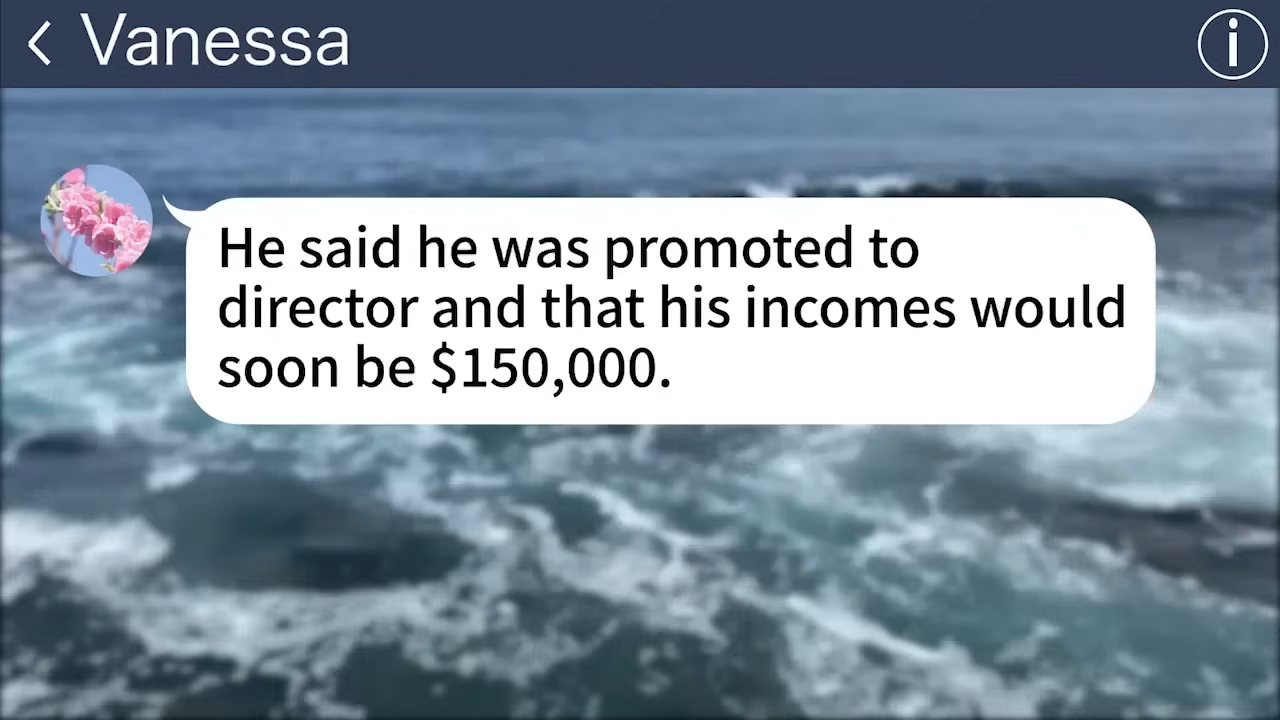 Vanessa
He said he was promoted to
director and that his incomes would
soon be $150,000.